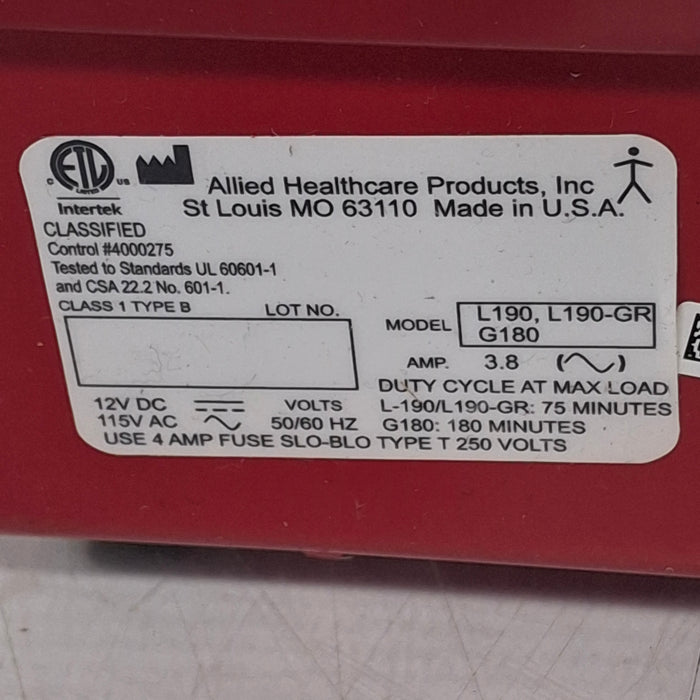 ETL
LISTED
C US
Intertek
Allied Healthcare Products, Inc
St Louis MO 63110 Made in U.S.A.
CLASSIFIED
Control #4000275
Tested to Standards UL 60601-1
and CSA 22.2 No. 601-1.
CLASS 1 TYPE B LOT NO.
MODEL L190, L190-GR
G180
AMP. 3.8 (~)
DUTY CYCLE AT MAX LOAD
L-190/L190-GR: 75 MINUTES
G180: 180 MINUTES
12V DC VOLTS
115V AC 50/60 HZ
USE 4 AMP FUSE SLO-BLO TYPE T 250 VOLTS